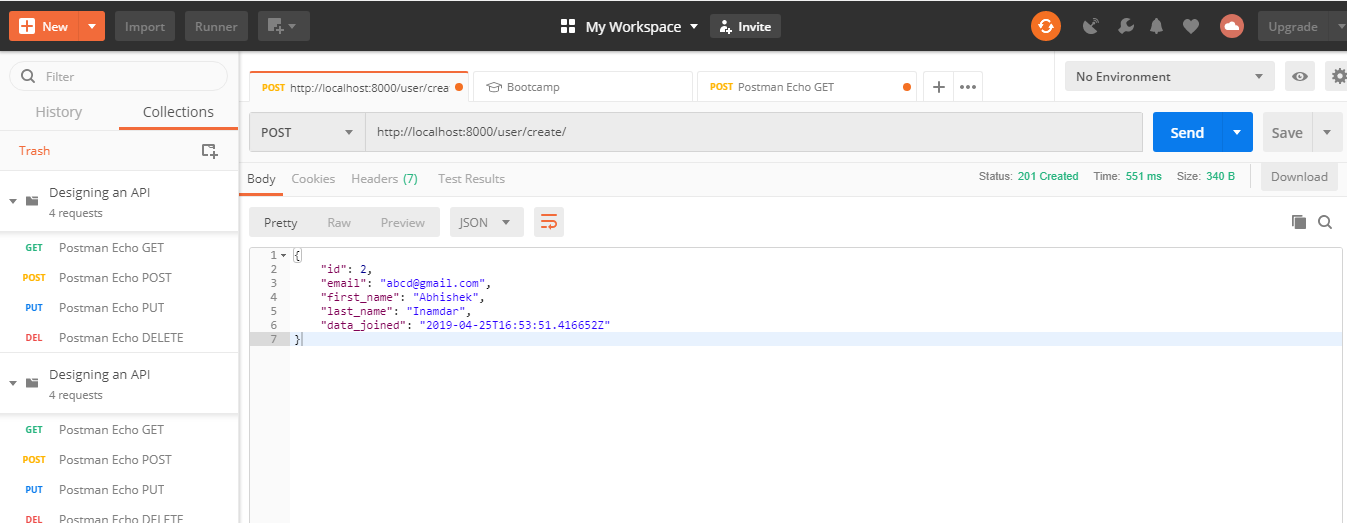 New Import Runner My Workspace Invite Upgrade
Filter
History Collections
Trash
Designing an API
4 requests
GET Postman Echo GET
POST Postman Echo POST
PUT Postman Echo PUT
DEL Postman Echo DELETE
Designing an API
4 requests
GET Postman Echo GET
POST Postman Echo POST
PUT Postman Echo PUT
DEL Postman Echo DELETE
POST http://localhost:8000/user/crea Bootcamp POST Postman Echo GET + ••• No Environment
POST http://localhost:8000/user/create/ Send Save
Body Cookies Headers (7) Test Results Status: 201 Created Time: 551 ms Size: 340 B Download
Pretty Raw Preview JSON
1 {
2 "id": 2,
3 "email": "abcd@gmail.com",
4 "first_name": "Abhishek",
5 "last_name": "Inamdar",
6 "data_joined": "2019-04-25T16:53:51.416652Z"
7 }